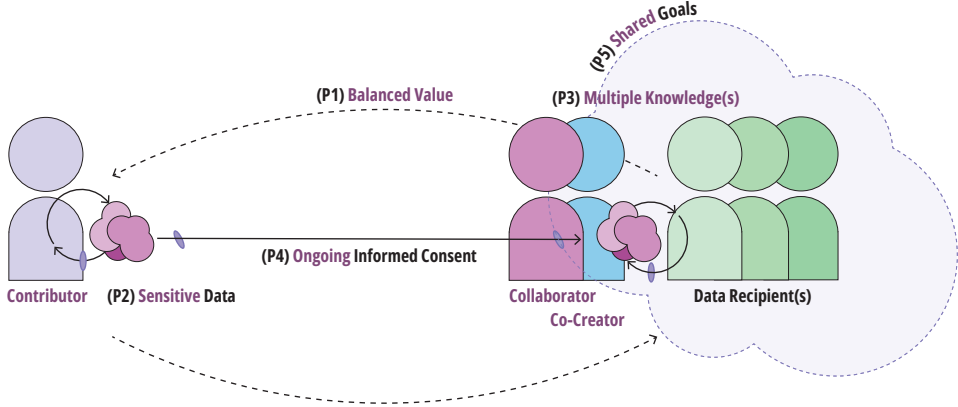 (P5) Shared Goals
(P1) Balanced Value
(P3) Multiple Knowledge(s)
(P4) Ongoing Informed Consent
Contributor
(P2) Sensitive Data
Collaborator
Co-Creator
Data Recipient(s)